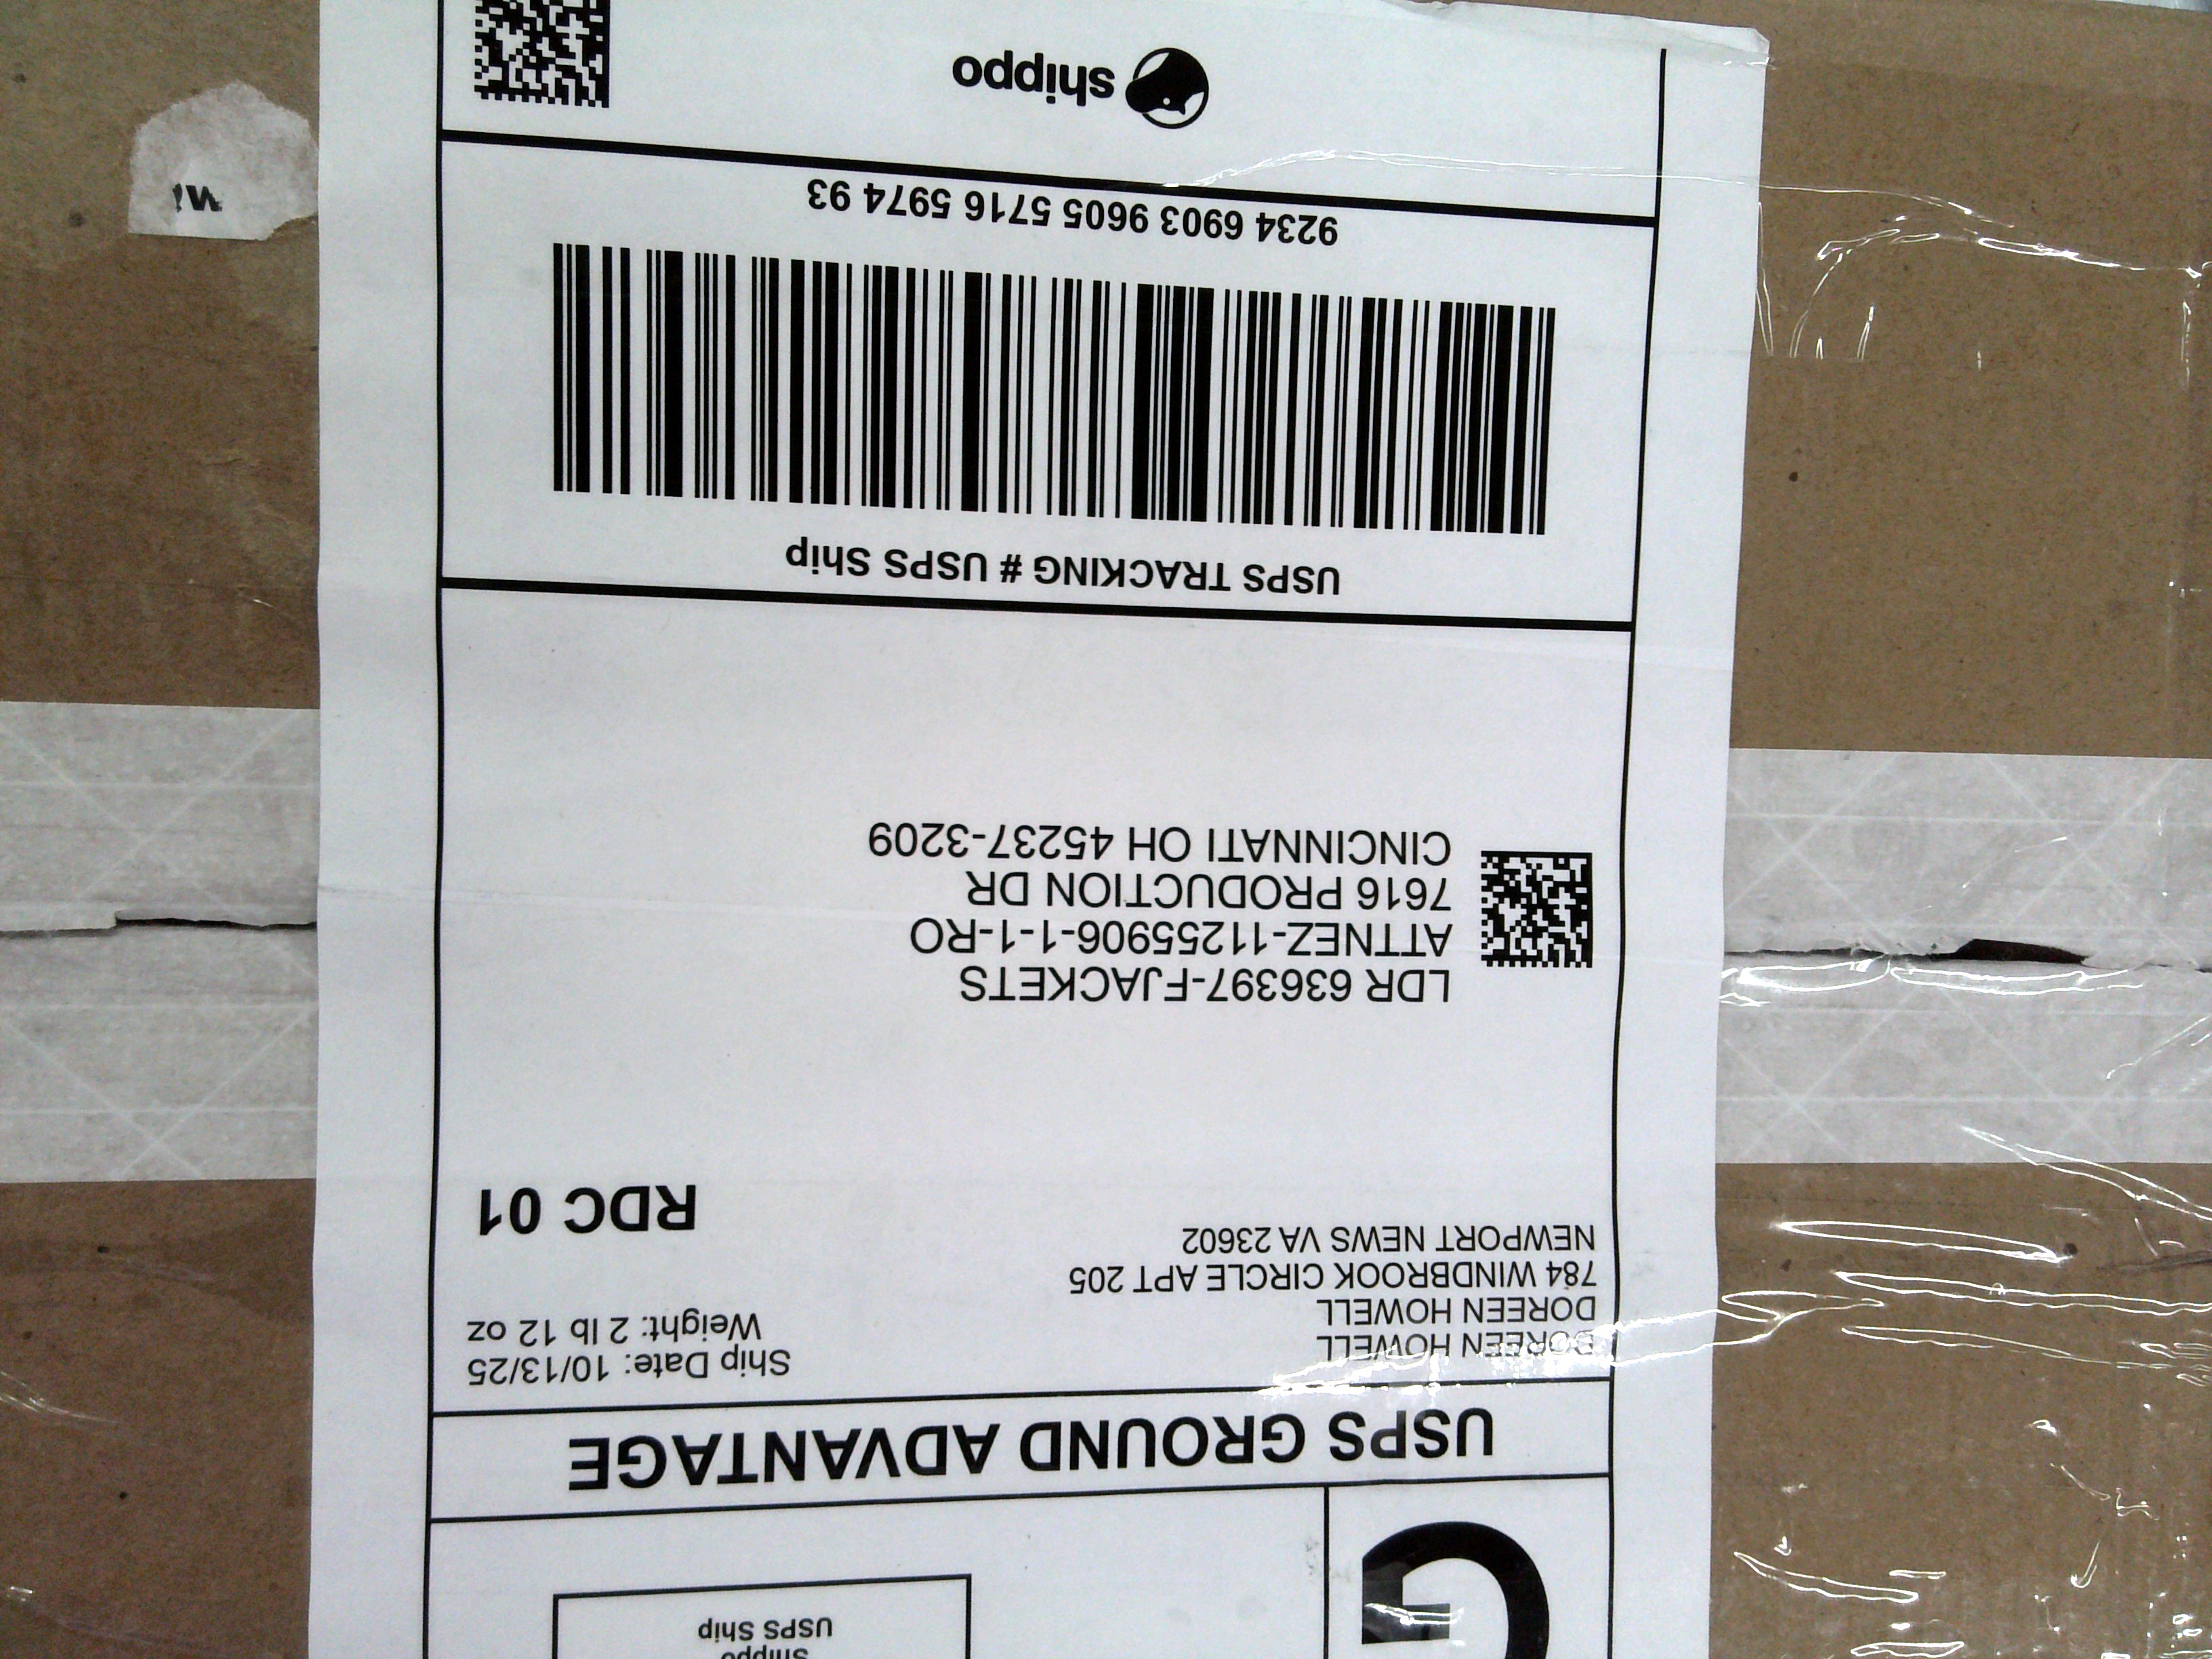 G
Shippo
USPS Ship
USPS GROUND ADVANTAGE
DOREEN HOWELL
DOREEN HOWELL
784 WINDBROOK CIRCLE APT 205
NEWPORT NEWS VA 23602
Ship Date: 10/13/25
Weight: 2 lb 12 oz
RDC 01
LDR 636397-FJACKETS
ATTNEZ-11255906-1-1-RO
7616 PRODUCTION DR
CINCINNATI OH 45237-3209
USPS TRACKING # USPS Ship
9234 6903 9605 5716 5974 93
shippo